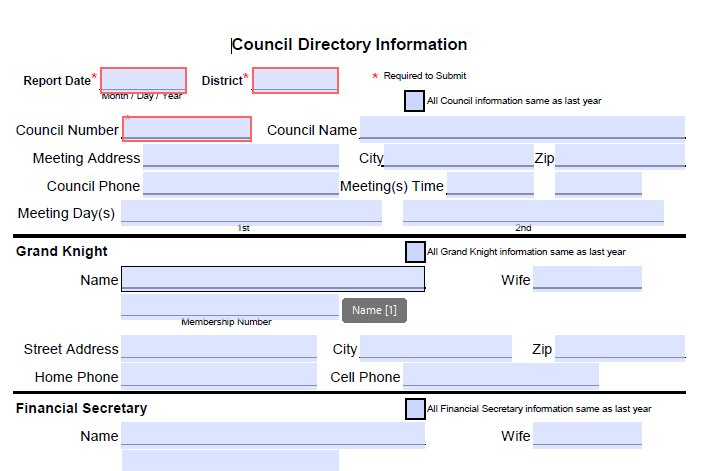 Council Directory Information
Report Date* District* * Required to Submit
Month / Day / Year
All Council information same as last year
Council Number * Council Name
Meeting Address City Zip
Council Phone Meeting(s) Time
Meeting Day(s)
1st 2nd
Grand Knight All Grand Knight information same as last year
Name Wife
Name [1]
Membership Number
Street Address City Zip
Home Phone Cell Phone
Financial Secretary All Financial Secretary information same as last year
Name Wife